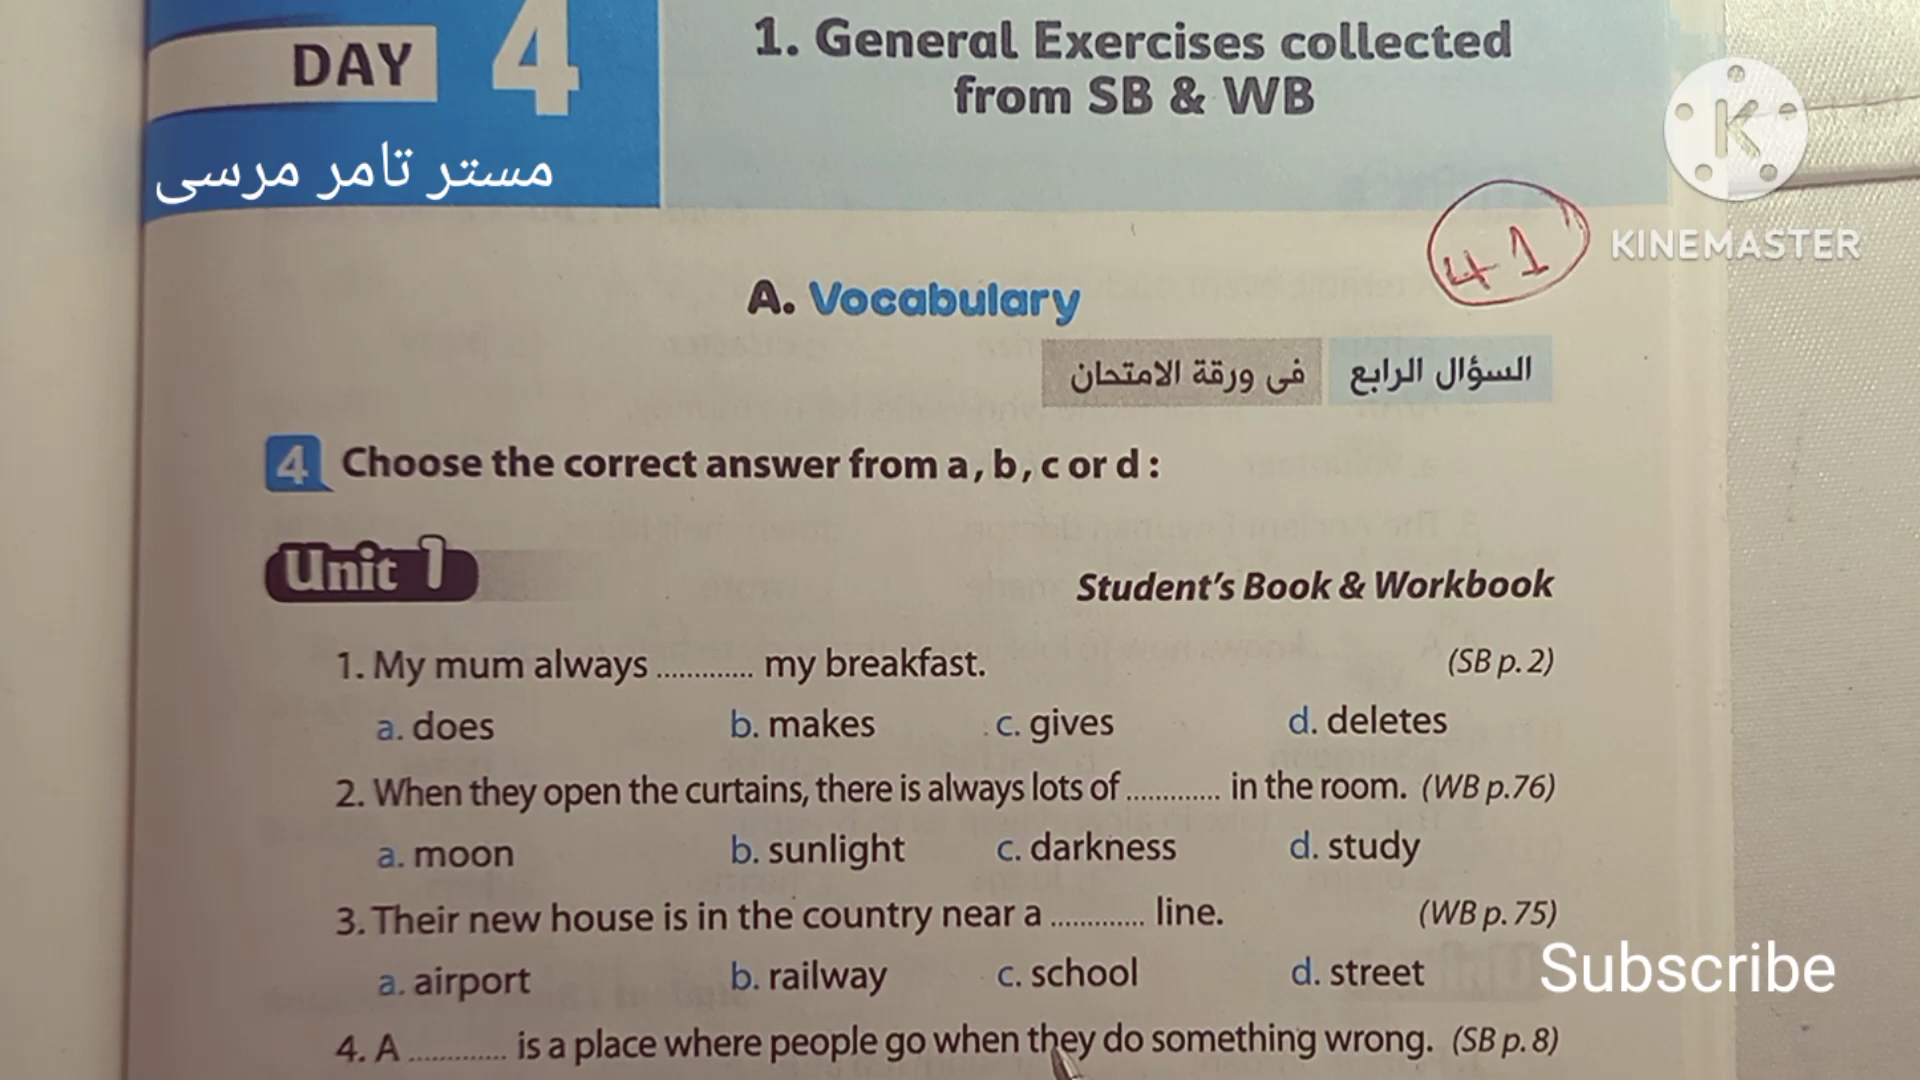 DAY 4
1. General Exercises collected
from SB & WB
مستر تامر مرسى
K
KINEMASTER
41
A. Vocabulary
السؤال الرابع فى ورقة الامتحان
4 Choose the correct answer from a, b, c or d :
Unit 1
Student's Book & Workbook
1. My mum always ............. my breakfast. (SB p. 2)
a. does b. makes c. gives d. deletes
2. When they open the curtains, there is always lots of ............. in the room. (WB p.76)
a. moon b. sunlight c. darkness d. study
3. Their new house is in the country near a ............. line. (WB p. 75)
a. airport b. railway c. school d. street
Subscribe
4. A ............. is a place where people go when they do something wrong. (SB p. 8)